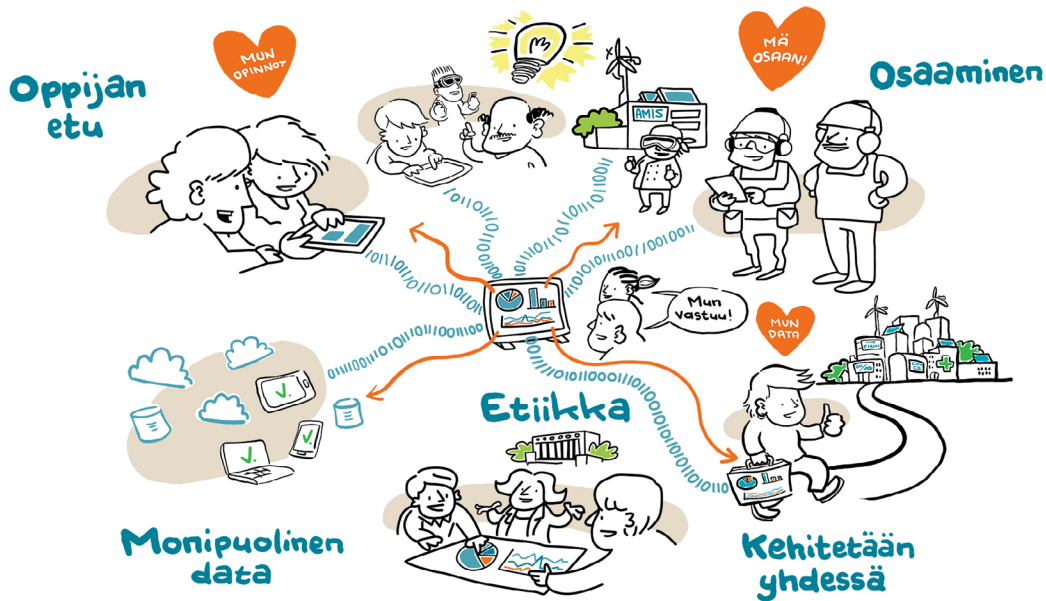 Oppijan
etu
MUN
OPINNOT
MÄ
OSAAN!
Osaaminen
AMIS
Mun
vastuu!
MUN
DATA
Etiikka
Monipuolinen
data
Kehitetään
yhdessä